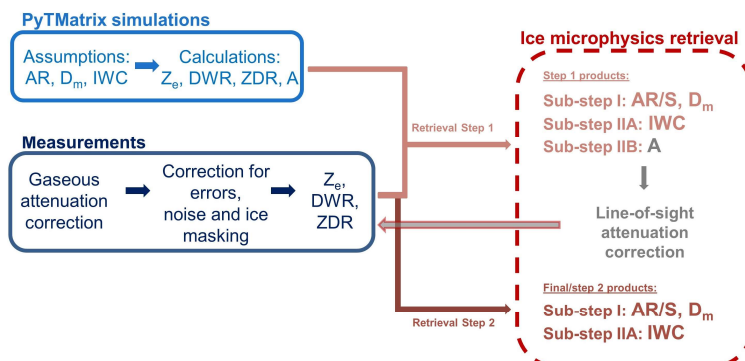 PyTMatrix simulations
Assumptions:
AR, Dm, IWC
Calculations:
Ze, DWR, ZDR, A
Measurements
Gaseous
attenuation
correction
Correction for
errors,
noise and ice
masking
Ze,
DWR,
ZDR
Retrieval Step 1
Retrieval Step 2
Ice microphysics retrieval
Step 1 products:
Sub-step I: AR/S, Dm
Sub-step IIA: IWC
Sub-step IIB: A
Line-of-sight
attenuation
correction
Final/step 2 products:
Sub-step I: AR/S, Dm
Sub-step IIA: IWC